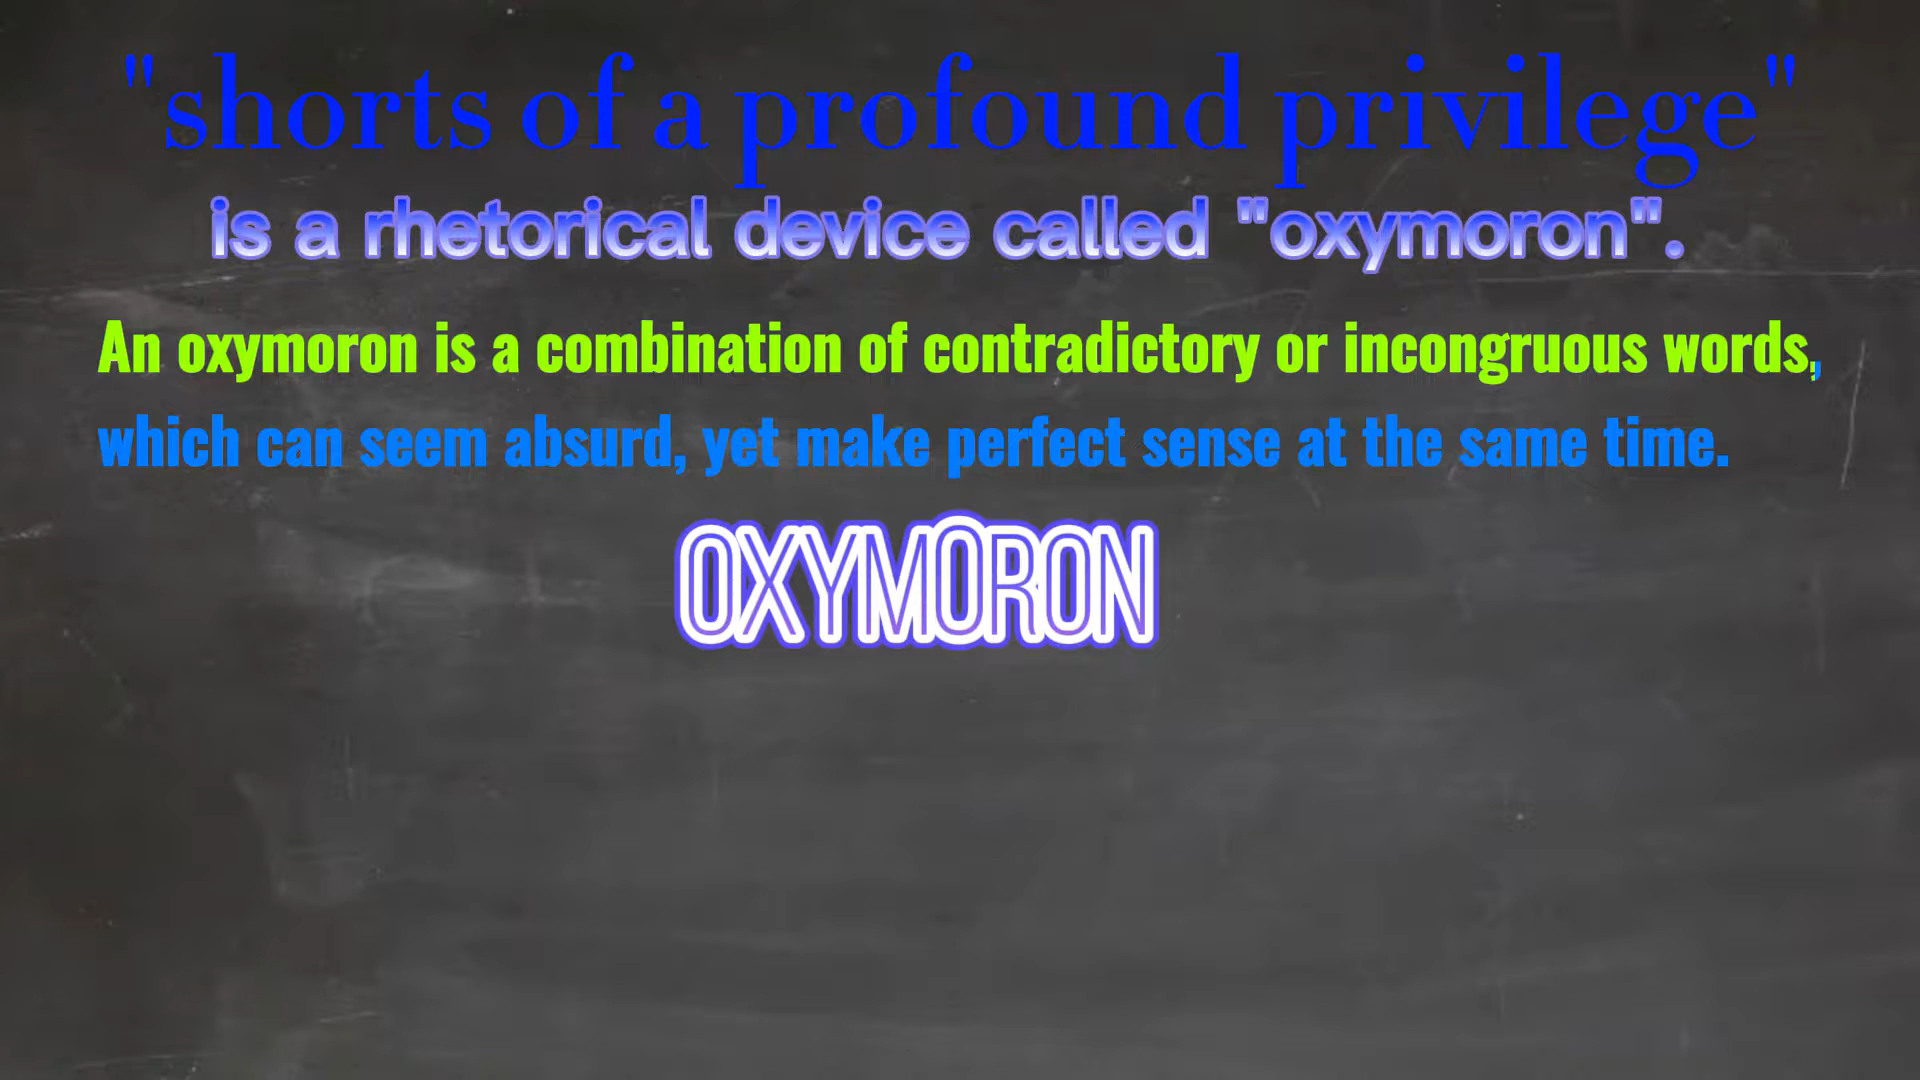 "shorts of a profound privilege"
is a rhetorical device called "oxymoron".
An oxymoron is a combination of contradictory or incongruous words,
which can seem absurd, yet make perfect sense at the same time.
OXYMORON